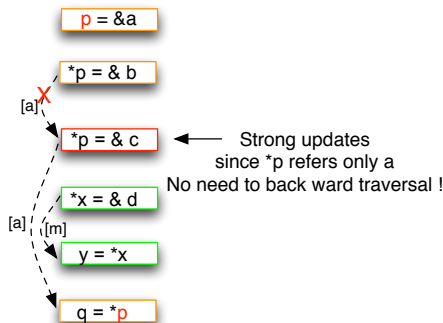 p = &a
*p = & b
X
[a]
*p = & c
Strong updates
since *p refers only a
No need to back ward traversal !
*x = & d
[a]
[m]
y = *x
q = *p